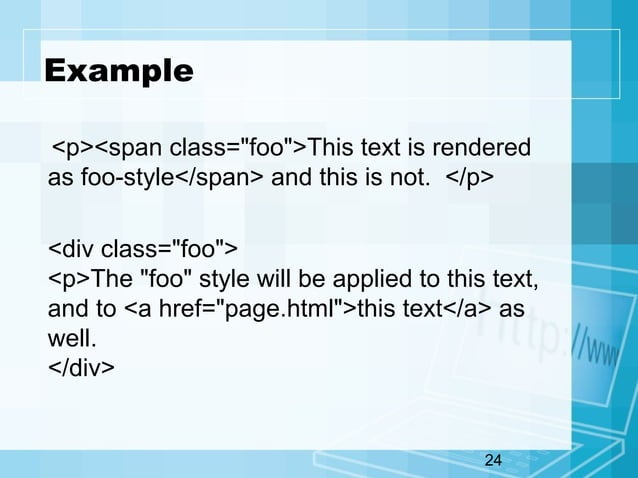 Example
<p><span class="foo">This text is rendered
as foo-style</span> and this is not.  </p>
<div class="foo">
<p>The "foo" style will be applied to this text,
and to <a href="page.html">this text</a> as
well.
</div>
http://www
24